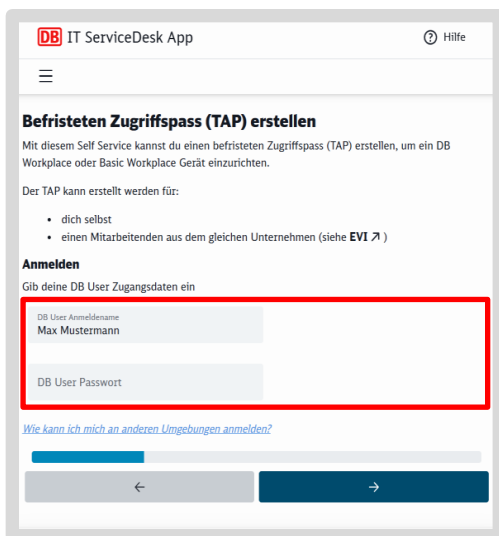 DB IT ServiceDesk App
Hilfe
Befristeten Zugriffspass (TAP) erstellen
Mit diesem Self Service kannst du einen befristeten Zugriffspass (TAP) erstellen, um ein DB
Workplace oder Basic Workplace Gerät einzurichten.
Der TAP kann erstellt werden für:
• dich selbst
• einen Mitarbeitenden aus dem gleichen Unternehmen (siehe EVI ↗ )
Anmelden
Gib deine DB User Zugangsdaten ein
DB User Anmeldename
Max Mustermann
DB User Passwort
Wie kann ich mich an anderen Umgebungen anmelden?